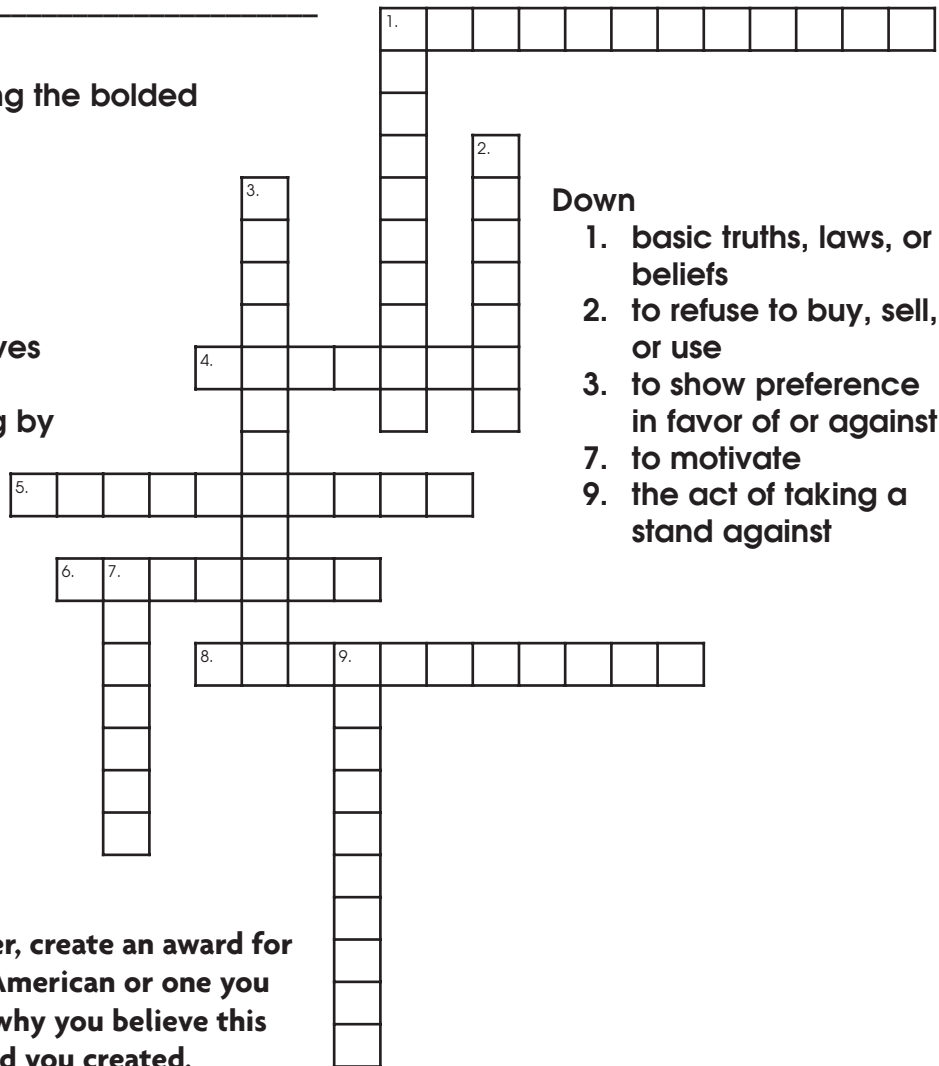 1.
ng the bolded
2.
3.
Down
1. basic truths, laws, or
beliefs
2. to refuse to buy, sell,
or use
3. to show preference
in favor of or against
7. to motivate
9. the act of taking a
stand against
ves
4.
g by
5.
6. 7.
8. 9.
er, create an award for
American or one you
why you believe this
d you created.